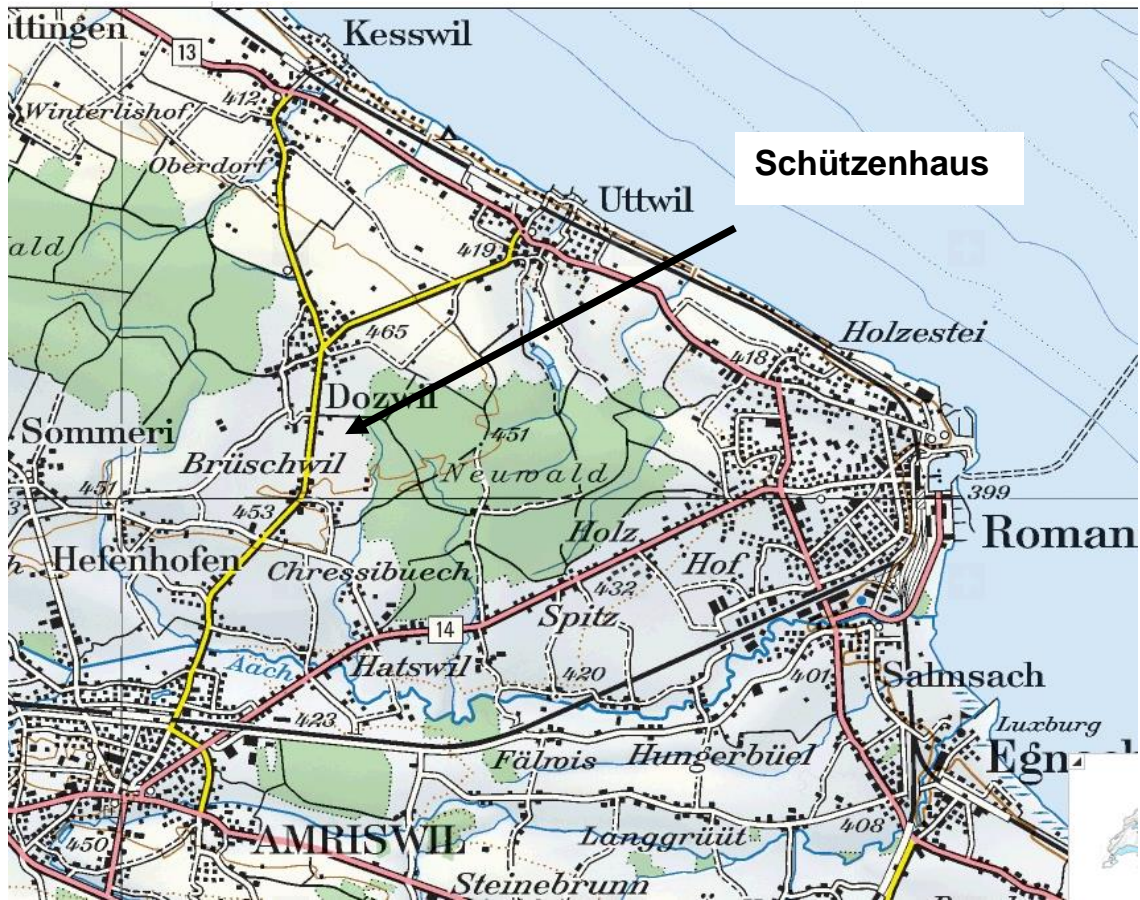 ttingen
Kesswil
13
412
Winterlishof
Oberdorf
Schützenhaus
Uttwil
419
ald
465
Holzestei
418
Dozwil
Sommeri
Brüschwil
451
Neuwald
451
453
399
Holz
Roman
Hefenhofen
Chressibuech
Hof
432
Spitz
14
Hatswil
Aach
420
401
Salmsach
423
Luxburg
Fälmis
Hungerbüel
Egnach
408
Langgrüüt
AMRISWIL
450
Steinebrunn